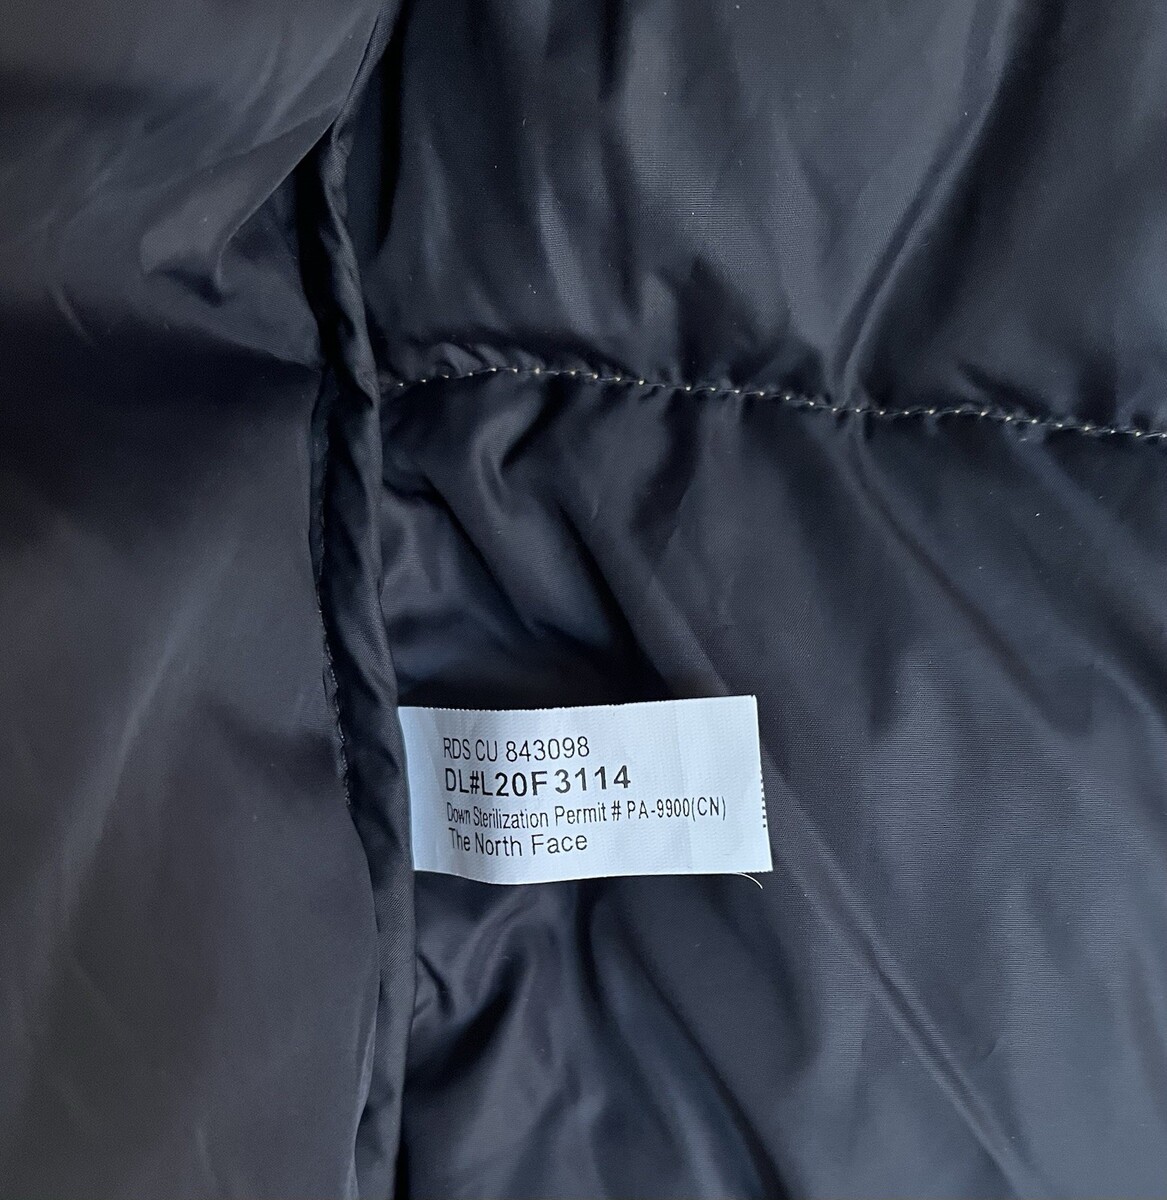 RDS CU 843098
DL#L20F3114
Down Sterilization Permit # PA-9900(CN)
The North Face